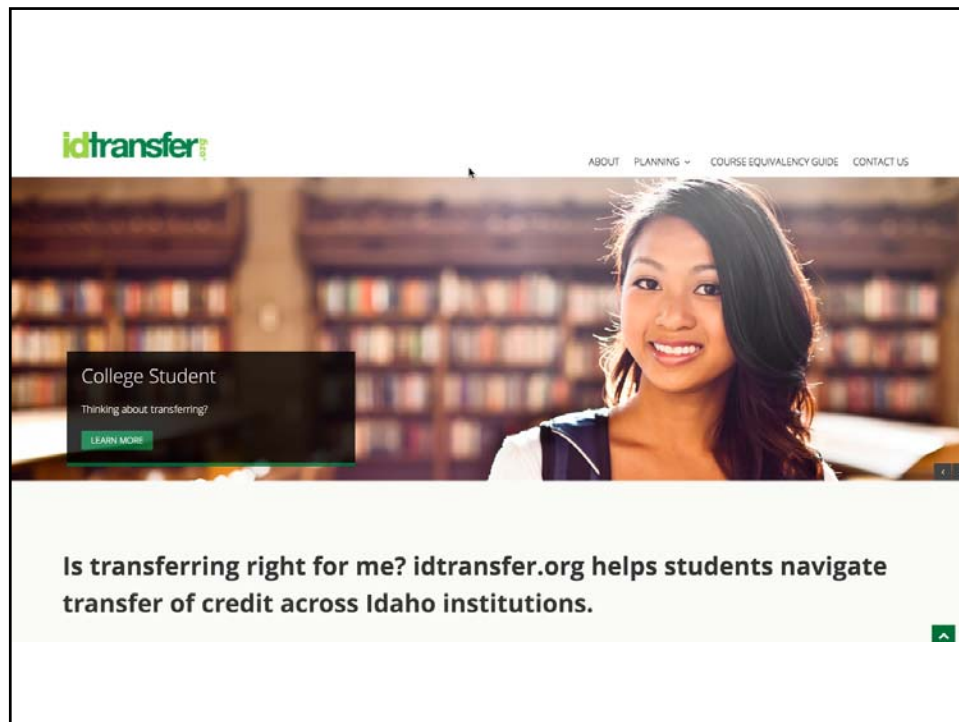 idtransfer.org
ABOUT PLANNING COURSE EQUIVALENCY GUIDE CONTACT US
College Student
Thinking about transferring?
LEARN MORE
Is transferring right for me? idtransfer.org helps students navigate
transfer of credit across Idaho institutions.